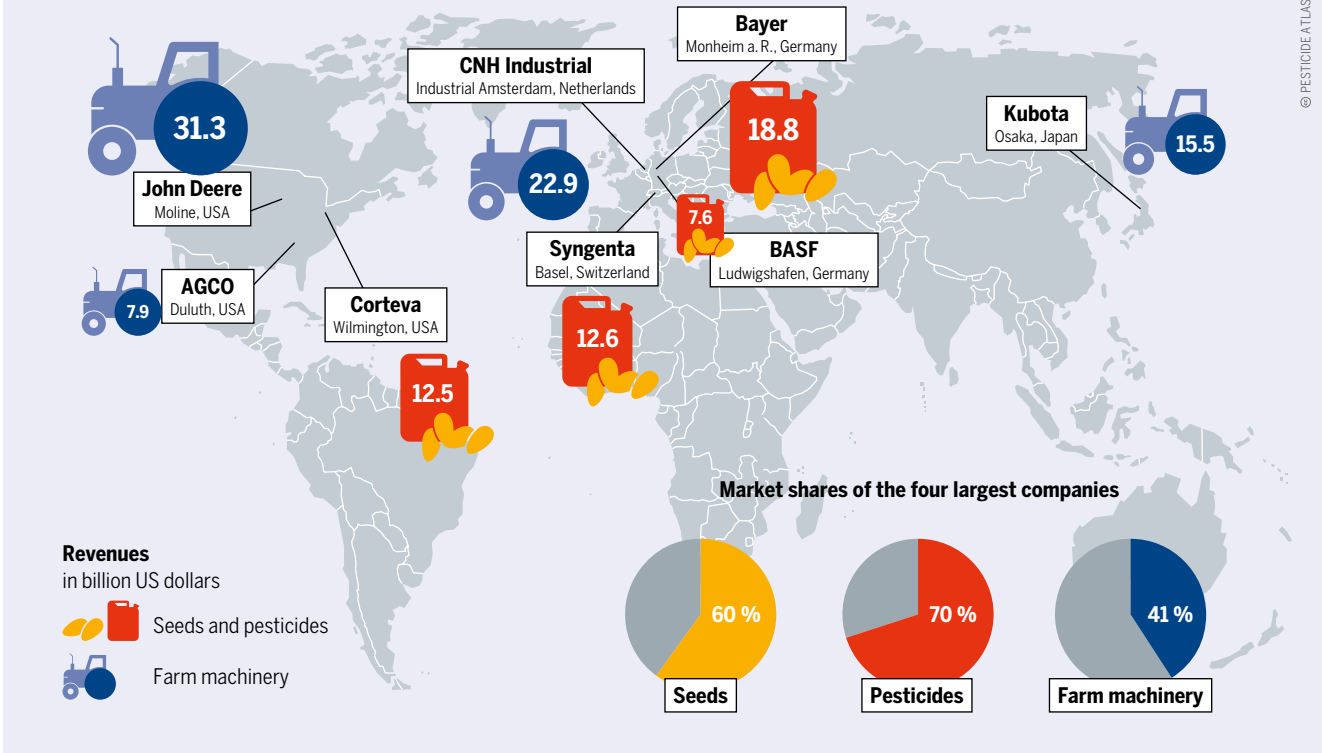 © PESTICIDE ATLAS
Bayer
Monheim a. R., Germany
CNH Industrial
Industrial Amsterdam, Netherlands
18.8
Kubota
Osaka, Japan
15.5
31.3
22.9
John Deere
Moline, USA
7.6
Syngenta
Basel, Switzerland
BASF
Ludwigshafen, Germany
AGCO
Duluth, USA
7.9
Corteva
Wilmington, USA
12.6
12.5
Market shares of the four largest companies
Revenues
in billion US dollars
Seeds and pesticides
Farm machinery
60 %
Seeds
70 %
Pesticides
41 %
Farm machinery